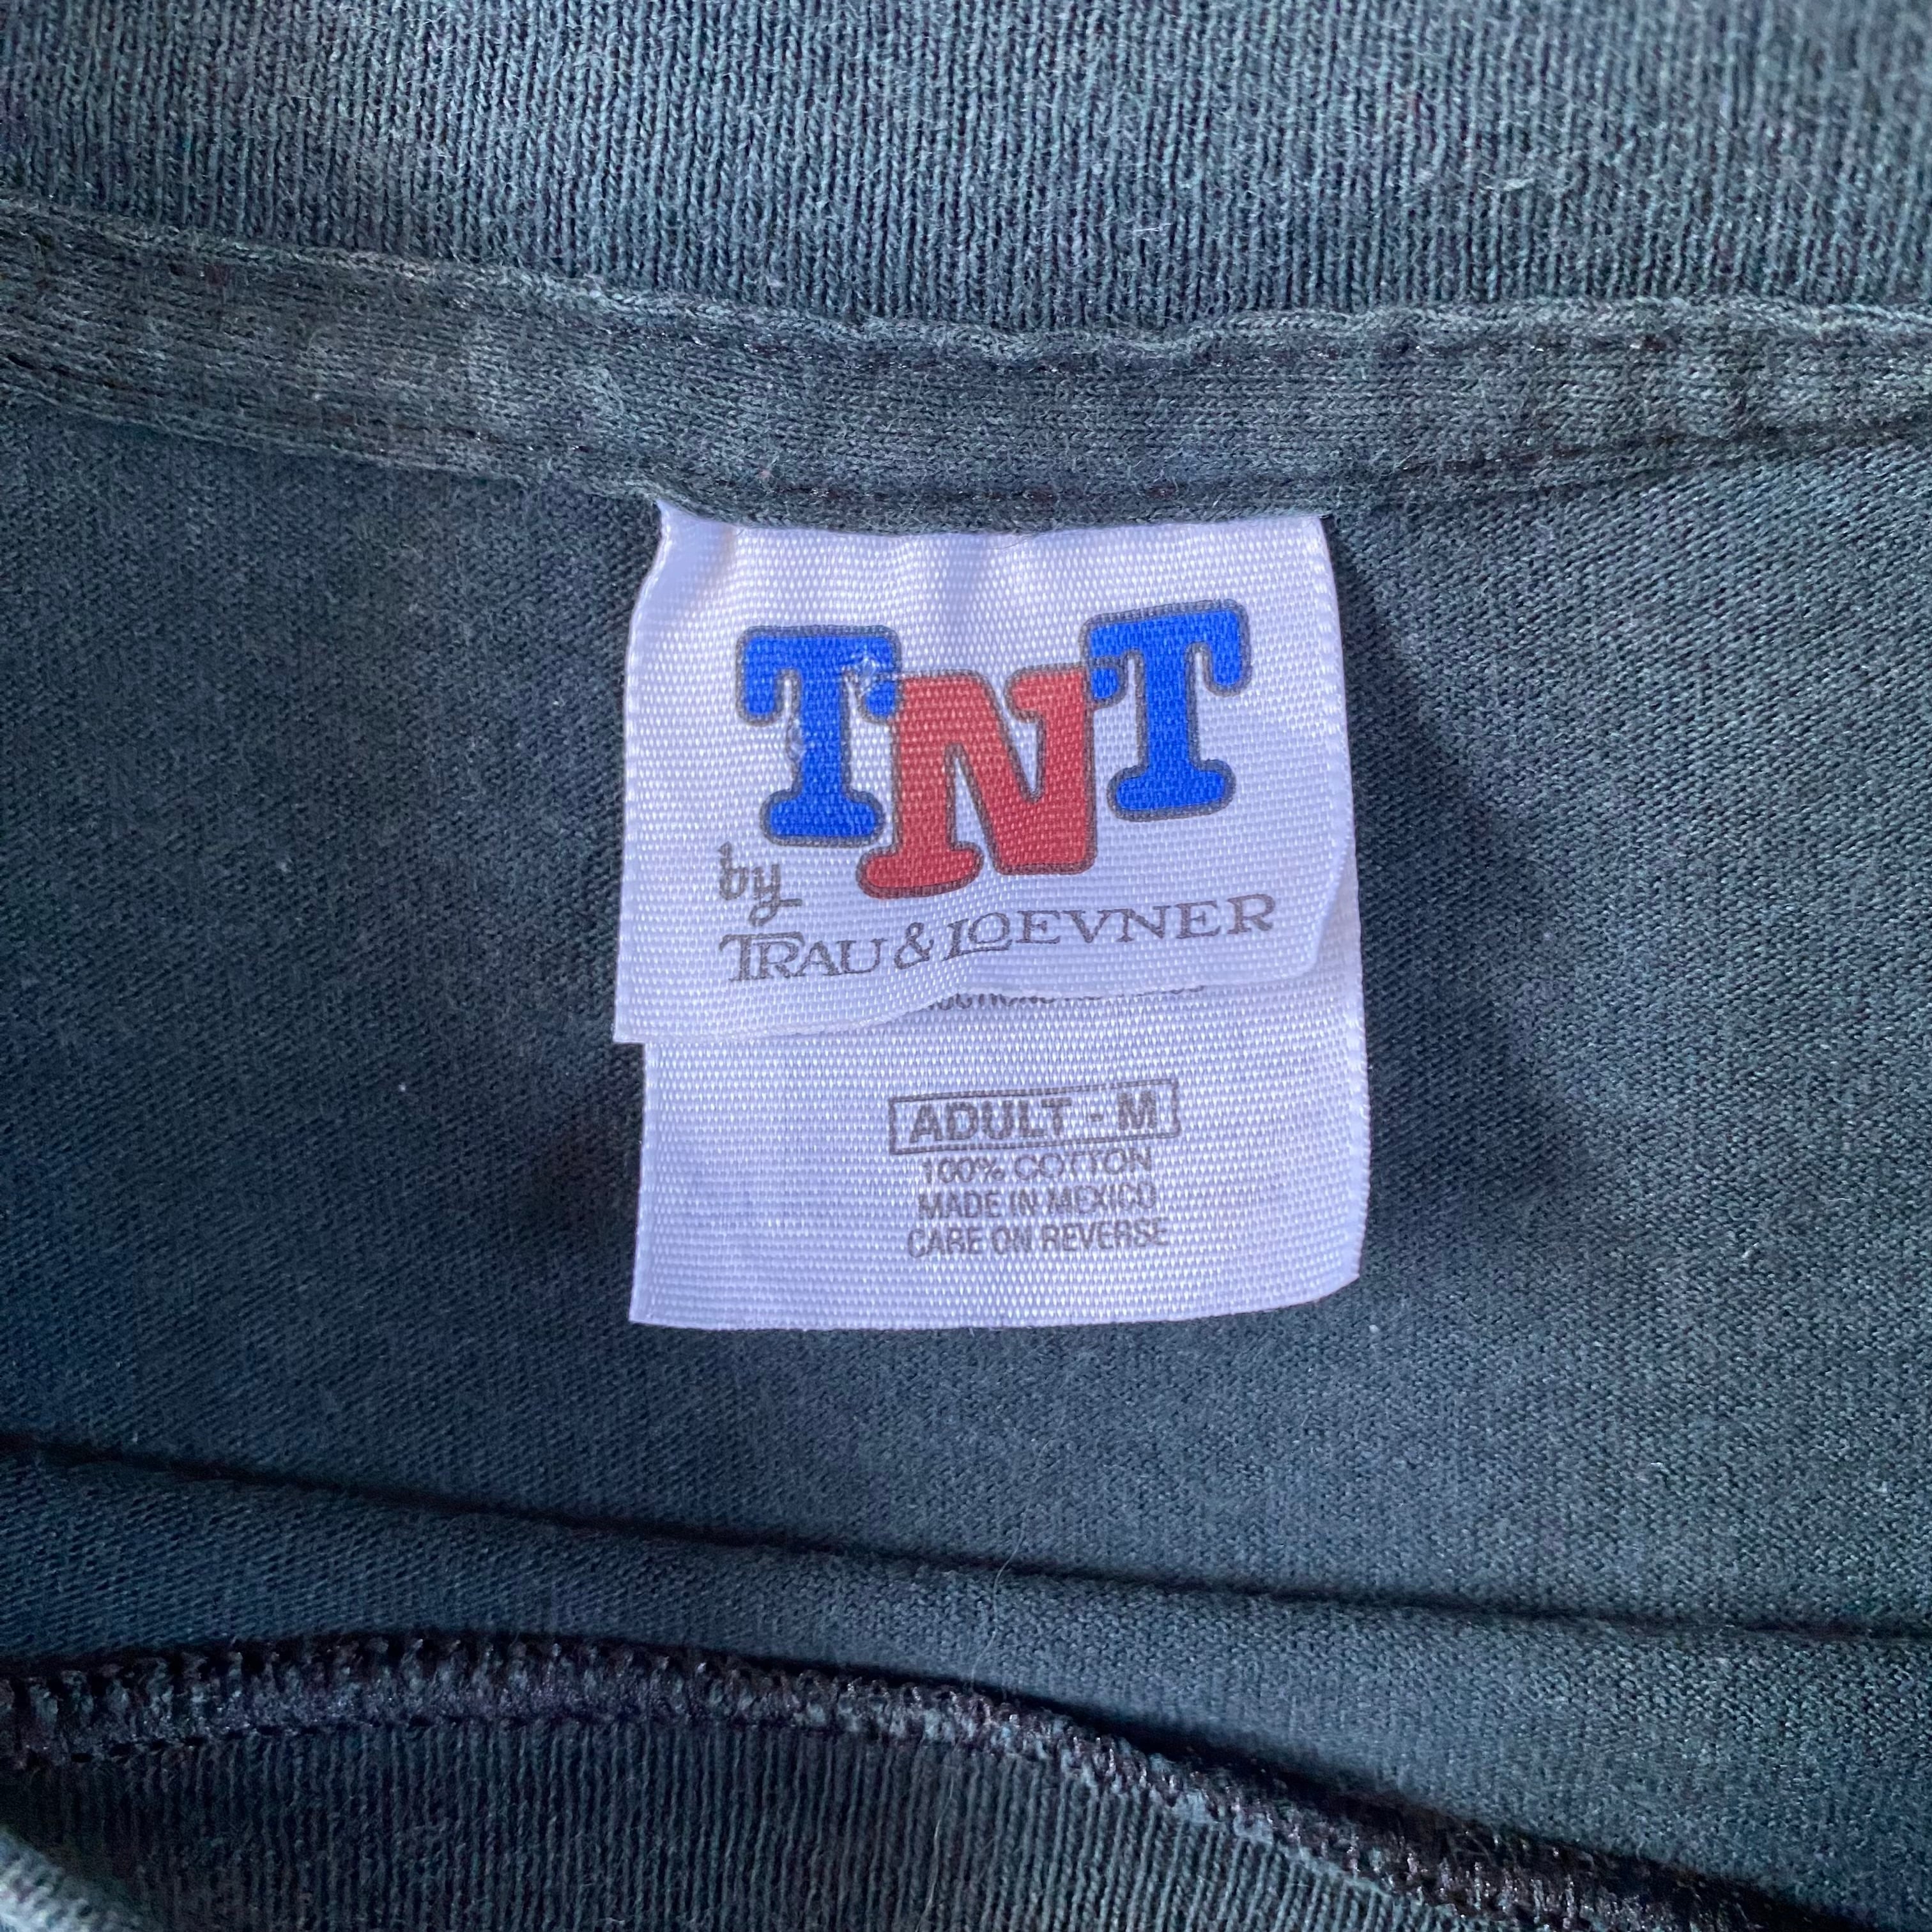 TNT
by
TRAU & LOEVNER
ADULT - M
100% COTTON
MADE IN MEXICO
CARE ON REVERSE